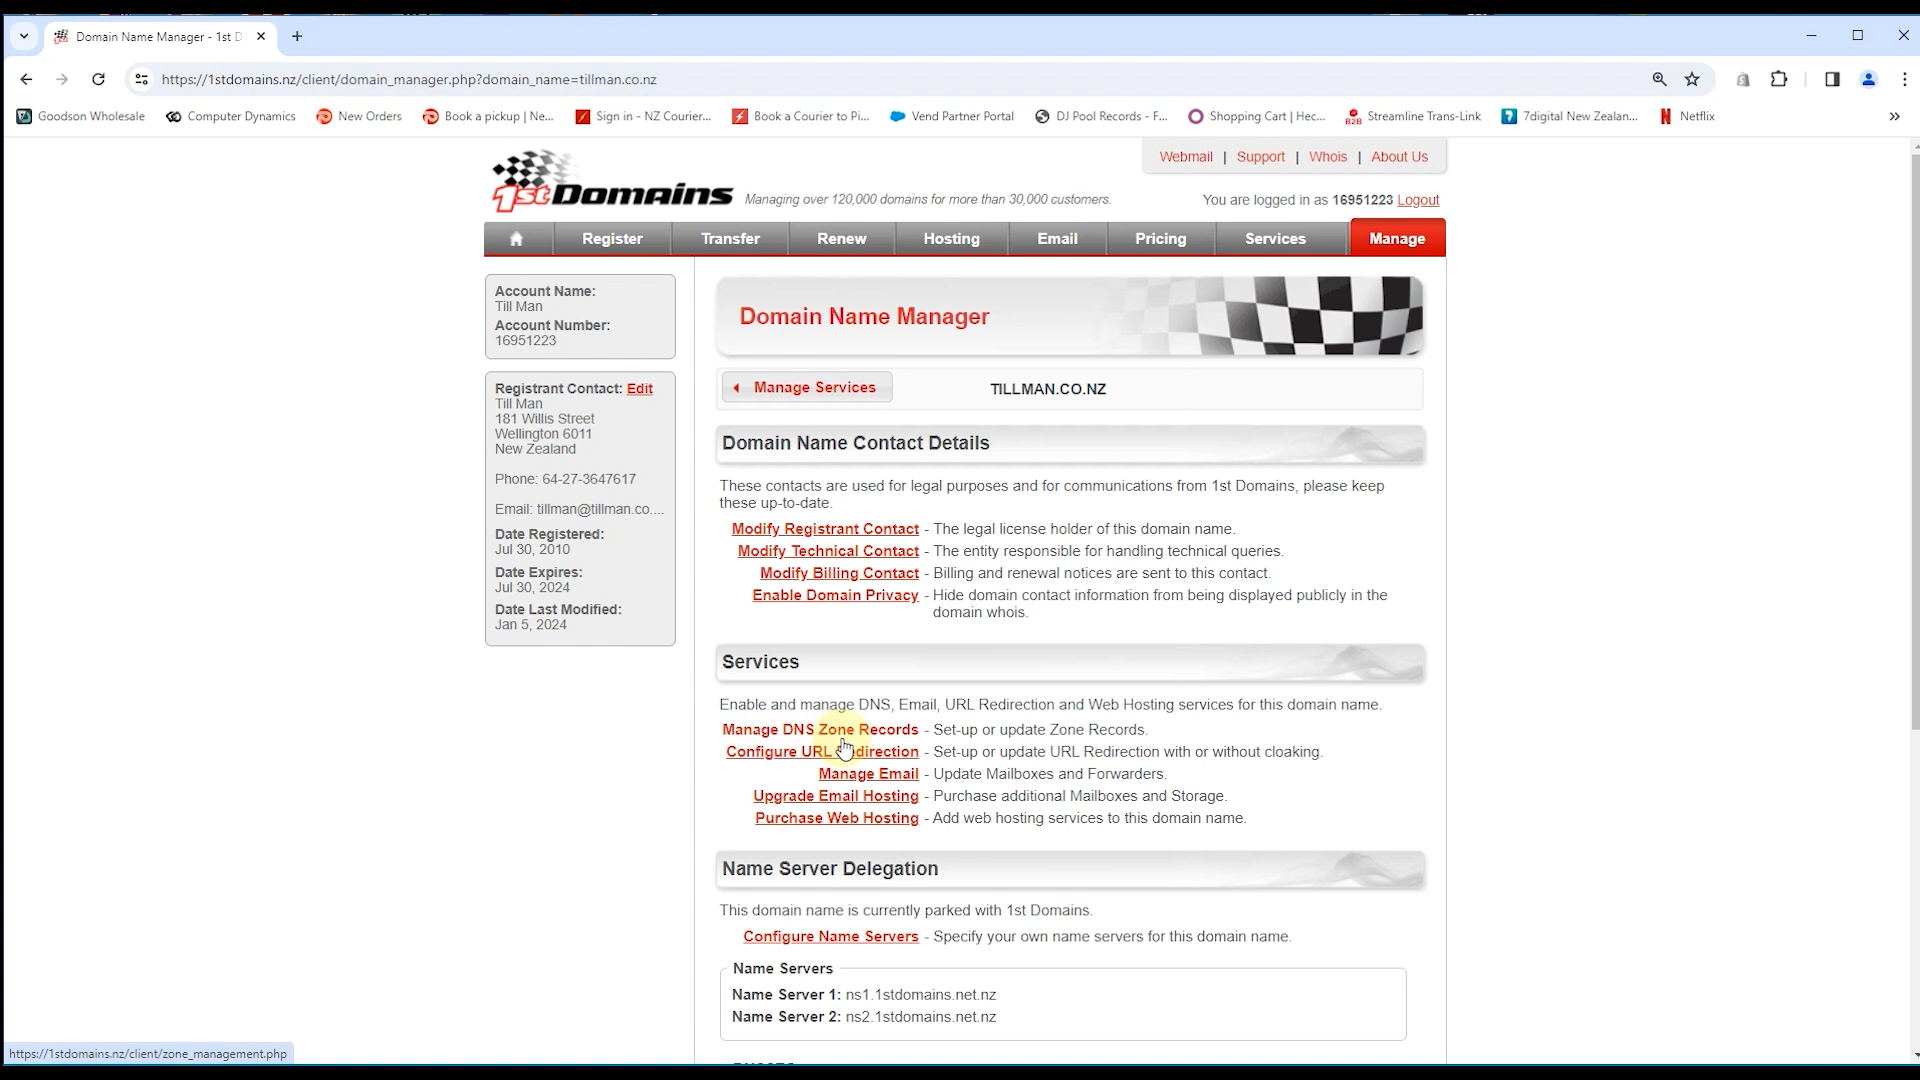 Domain Name Manager - 1st D
https://1stdomains.nz/client/domain_manager.php?domain_name=tillman.co.nz
Goodson Wholesale
Computer Dynamics
New Orders
Book a pickup | Ne...
Sign in - NZ Courier...
Book a Courier to Pi...
Vend Partner Portal
DJ Pool Records - F...
Shopping Cart | Hec...
B2B
Streamline Trans-Link
7digital New Zealan...
Netflix
»
Webmail | Support | Whois | About Us
1stDomains
Managing over 120,000 domains for more than 30,000 customers.
You are logged in as 16951223 Logout
Register
Transfer
Renew
Hosting
Email
Pricing
Services
Manage
Account Name:
Till Man
Account Number:
16951223
Registrant Contact: Edit
Till Man
181 Willis Street
Wellington 6011
New Zealand
Phone: 64-27-3647617
Email: tillman@tillman.co....
Date Registered:
Jul 30, 2010
Date Expires:
Jul 30, 2024
Date Last Modified:
Jan 5, 2024
Domain Name Manager
Manage Services
TILLMAN.CO.NZ
Domain Name Contact Details
These contacts are used for legal purposes and for communications from 1st Domains, please keep
these up-to-date.
Modify Registrant Contact - The legal license holder of this domain name.
Modify Technical Contact - The entity responsible for handling technical queries.
Modify Billing Contact - Billing and renewal notices are sent to this contact.
Enable Domain Privacy - Hide domain contact information from being displayed publicly in the
domain whois.
Services
Enable and manage DNS, Email, URL Redirection and Web Hosting services for this domain name.
Manage DNS Zone Records - Set-up or update Zone Records.
Configure URL Redirection - Set-up or update URL Redirection with or without cloaking.
Manage Email - Update Mailboxes and Forwarders.
Upgrade Email Hosting - Purchase additional Mailboxes and Storage.
Purchase Web Hosting - Add web hosting services to this domain name.
Name Server Delegation
This domain name is currently parked with 1st Domains.
Configure Name Servers - Specify your own name servers for this domain name.
Name Servers
Name Server 1: ns1.1stdomains.net.nz
Name Server 2: ns2.1stdomains.net.nz
https://1stdomains.nz/client/zone_management.php